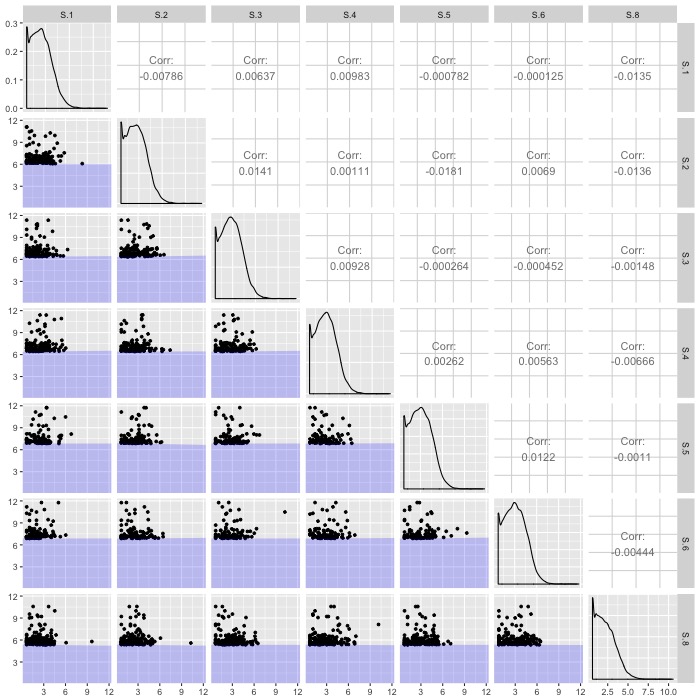 S.1 S.2 S.3 S.4 S.5 S.6 S.8
0.3
0.2
0.1
0.0
Corr:
-0.00786
Corr:
0.00637
Corr:
0.00983
Corr:
-0.000782
Corr:
-0.000125
Corr:
-0.0135
S.1
12
9
6
3
Corr:
0.0141
Corr:
0.00111
Corr:
-0.0181
Corr:
0.0069
Corr:
-0.0136
S.2
12
9
6
3
Corr:
0.00928
Corr:
-0.000264
Corr:
-0.000452
Corr:
-0.00148
S.3
12
9
6
3
Corr:
0.00262
Corr:
0.00563
Corr:
-0.00666
S.4
12
9
6
3
Corr:
0.0122
Corr:
-0.0011
S.5
12
9
6
3
Corr:
-0.00444
S.6
12
9
6
3
S.8
3 6 9 12 3 6 9 12 3 6 9 12 3 6 9 12 3 6 9 12 3 6 9 12 2.5 5.0 7.5 10.0